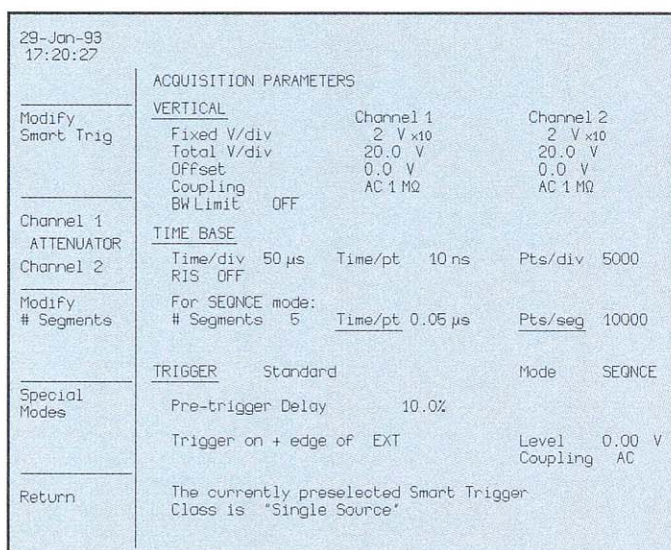 29-Jan-93
17:20:27
ACQUISITION PARAMETERS
Modify
Smart Trig
VERTICAL
Channel 1 Channel 2
Fixed V/div 2 V x10 2 V x10
Total V/div 20.0 V 20.0 V
Offset 0.0 V 0.0 V
Coupling AC 1 MΩ AC 1 MΩ
BW Limit OFF
Channel 1
ATTENUATOR
Channel 2
TIME BASE
Time/div 50 µs Time/pt 10 ns Pts/div 5000
RIS OFF
Modify
# Segments
For SEQNCE mode:
# Segments 5 Time/pt 0.05 µs Pts/seg 10000
TRIGGER Standard Mode SEQNCE
Special
Modes
Pre-trigger Delay 10.0%
Trigger on + edge of EXT Level 0.00 V
Coupling AC
Return
The currently preselected Smart Trigger
Class is "Single Source"